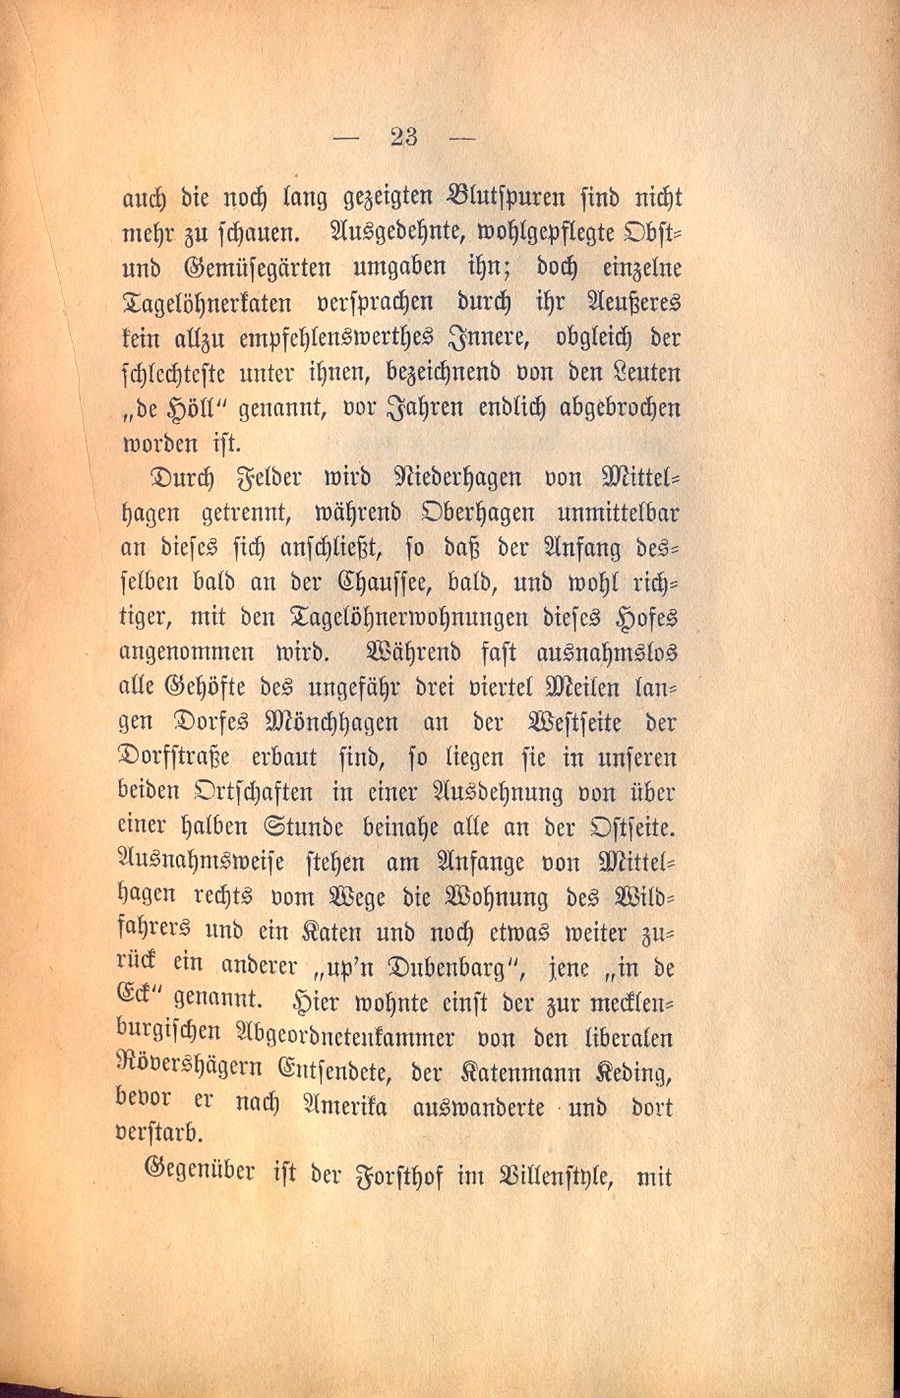 — 23 —
auch die noch lang gezeigten Blutspuren sind nicht
mehr zu schauen. Ausgedehnte, wohlgepflegte Obst-
und Gemüsegärten umgaben ihn; doch einzelne
Tagelöhnerkaten versprachen durch ihr Aeußeres
kein allzu empfehlenswerthes Innere, obgleich der
schlechteste unter ihnen, bezeichnend von den Leuten
„de Höll“ genannt, vor Jahren endlich abgebrochen
worden ist.
Durch Felder wird Niederhagen von Mittel-
hagen getrennt, während Oberhagen unmittelbar
an dieses sich anschließt, so daß der Anfang des-
selben bald an der Chaussee, bald, und wohl rich-
tiger, mit den Tagelöhnerwohnungen dieses Hofes
angenommen wird. Während fast ausnahmslos
alle Gehöfte des ungefähr drei viertel Meilen lan-
gen Dorfes Mönchhagen an der Westseite der
Dorfstraße erbaut sind, so liegen sie in unseren
beiden Ortschaften in einer Ausdehnung von über
einer halben Stunde beinahe alle an der Ostseite.
Ausnahmsweise stehen am Anfange von Mittel-
hagen rechts vom Wege die Wohnung des Wild-
fahrers und ein Katen und noch etwas weiter zu-
rück ein anderer „up’n Dubenbarg“, jene „in de
Eck“ genannt. Hier wohnte einst der zur mecklen-
burgischen Abgeordnetenkammer von den liberalen
Rövershägern Entsendete, der Katenmann Keding,
bevor er nach Amerika auswanderte und dort
verstarb.
Gegenüber ist der Forsthof im Villenstyle, mit